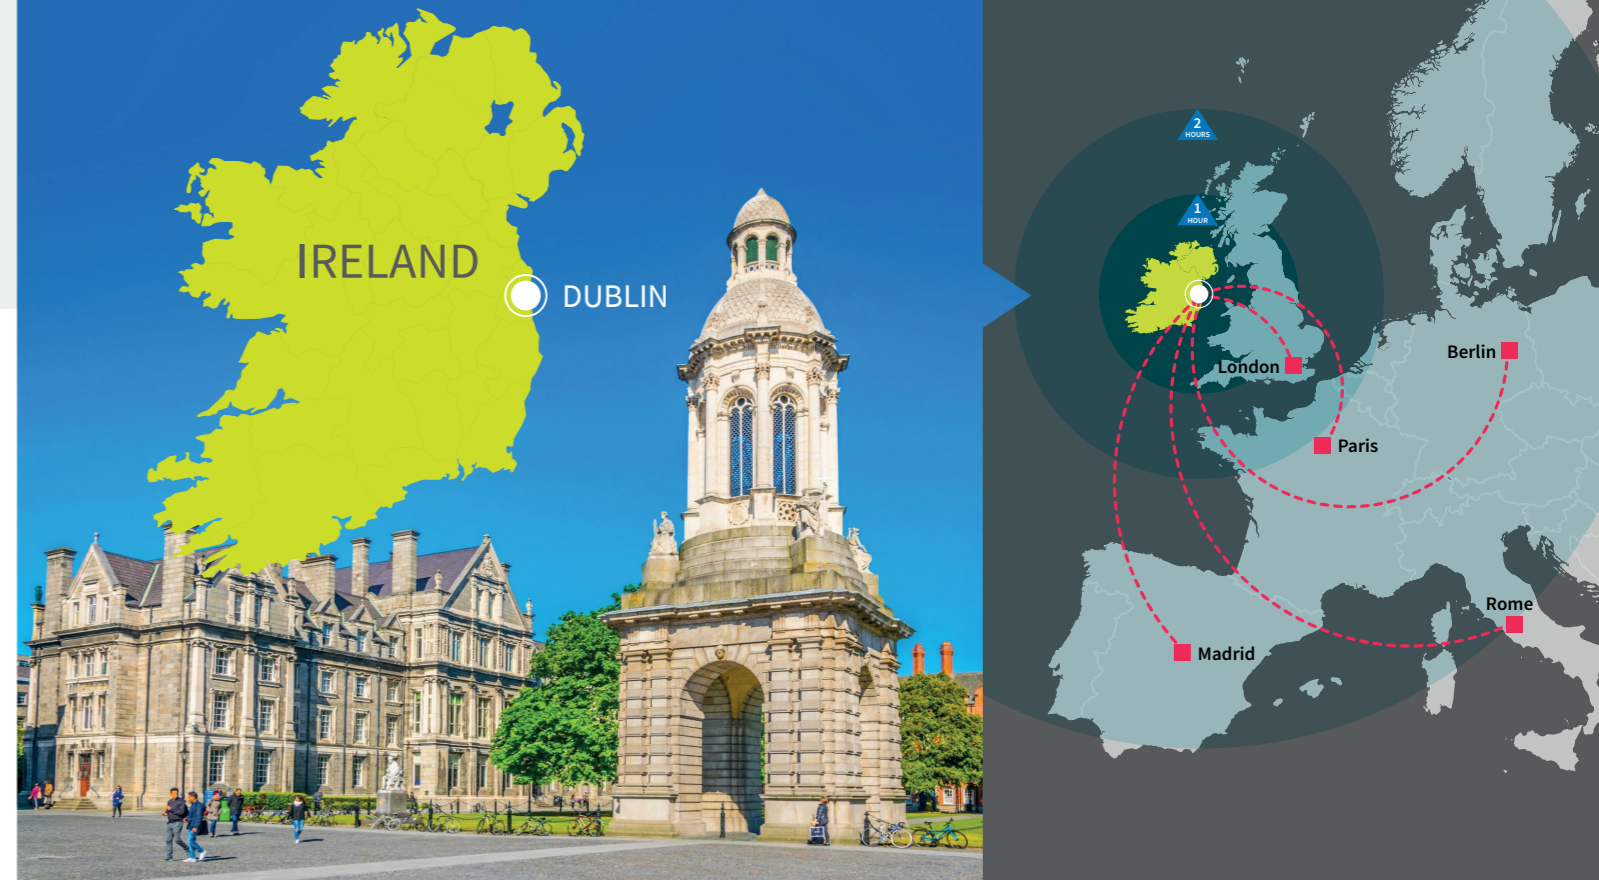 IRELAND
DUBLIN
2
HOURS
1
HOUR
London
Berlin
Paris
Rome
Madrid